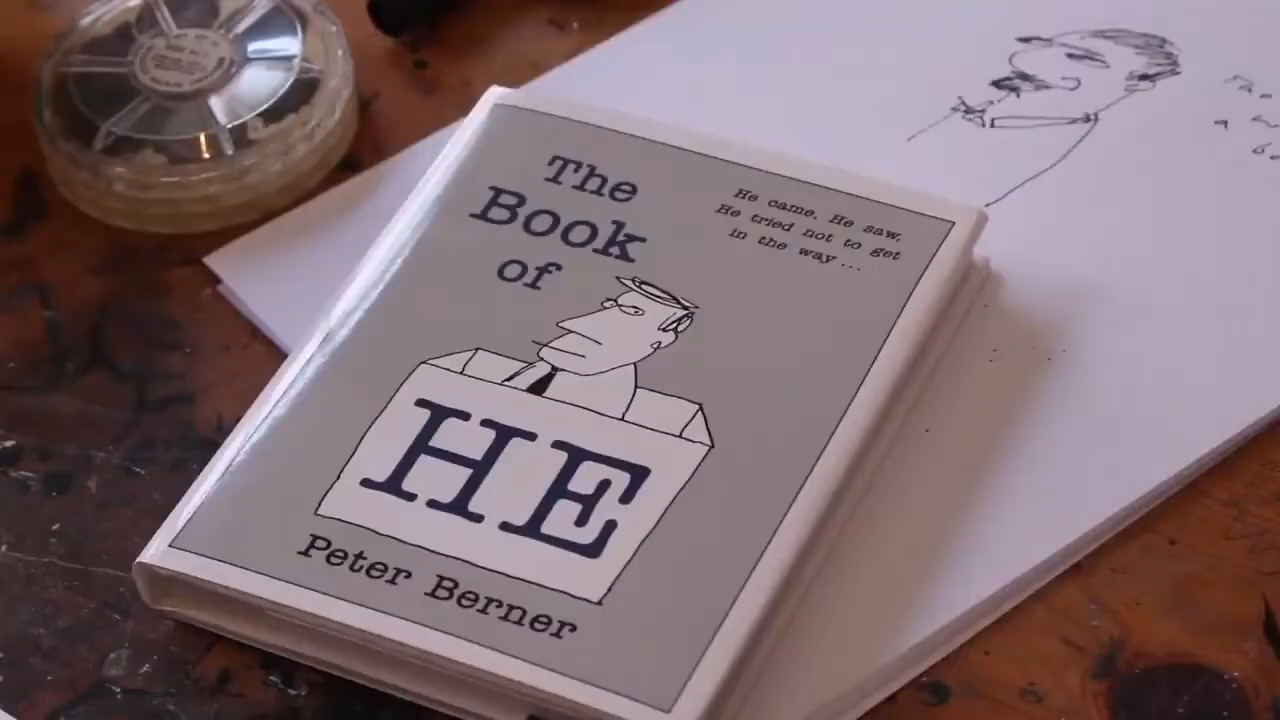 The
Book
of
He came. He saw.
He tried not to get
in the way ...
HE
Peter Berner